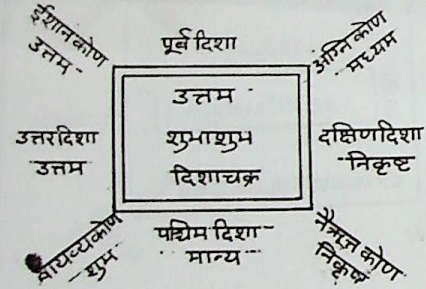 ईशानकोण
उत्तम
पूर्व दिशा
अग्नि कोण
मध्यम
उत्तरदिशा
उत्तम
उत्तम
शुभाशुभ
दिशाचक्र
दक्षिणदिशा
निकृष्ट
वायव्यकोण
शुभ
पश्चिम दिशा
मान्य
नैऋत्य कोण
निकृष्ट